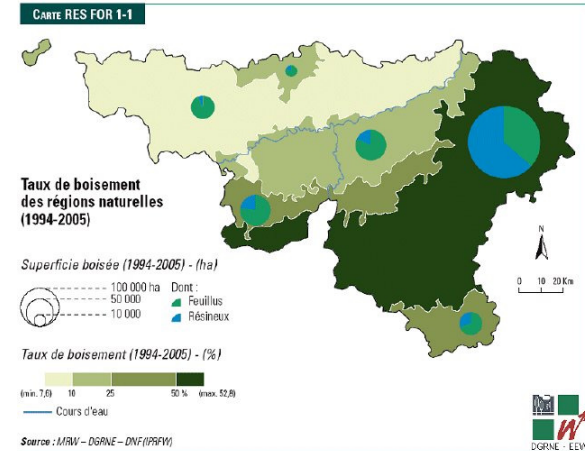 CARTE RES FOR 1-1
Taux de boisement
des régions naturelles
(1994-2005)
Superficie boisée (1994-2005) - (ha)
100 000 ha
50 000
10 000
Dont :
Feuillus
Résineux
Taux de boisement (1994-2005) - (%)
(min. 7,6) 10 25 50 % (max. 52,8)
Cours d'eau
Source : MRW – DGRNE – DNF (IPRFW)
N
0 10 20 Km
DGRNE - EEW